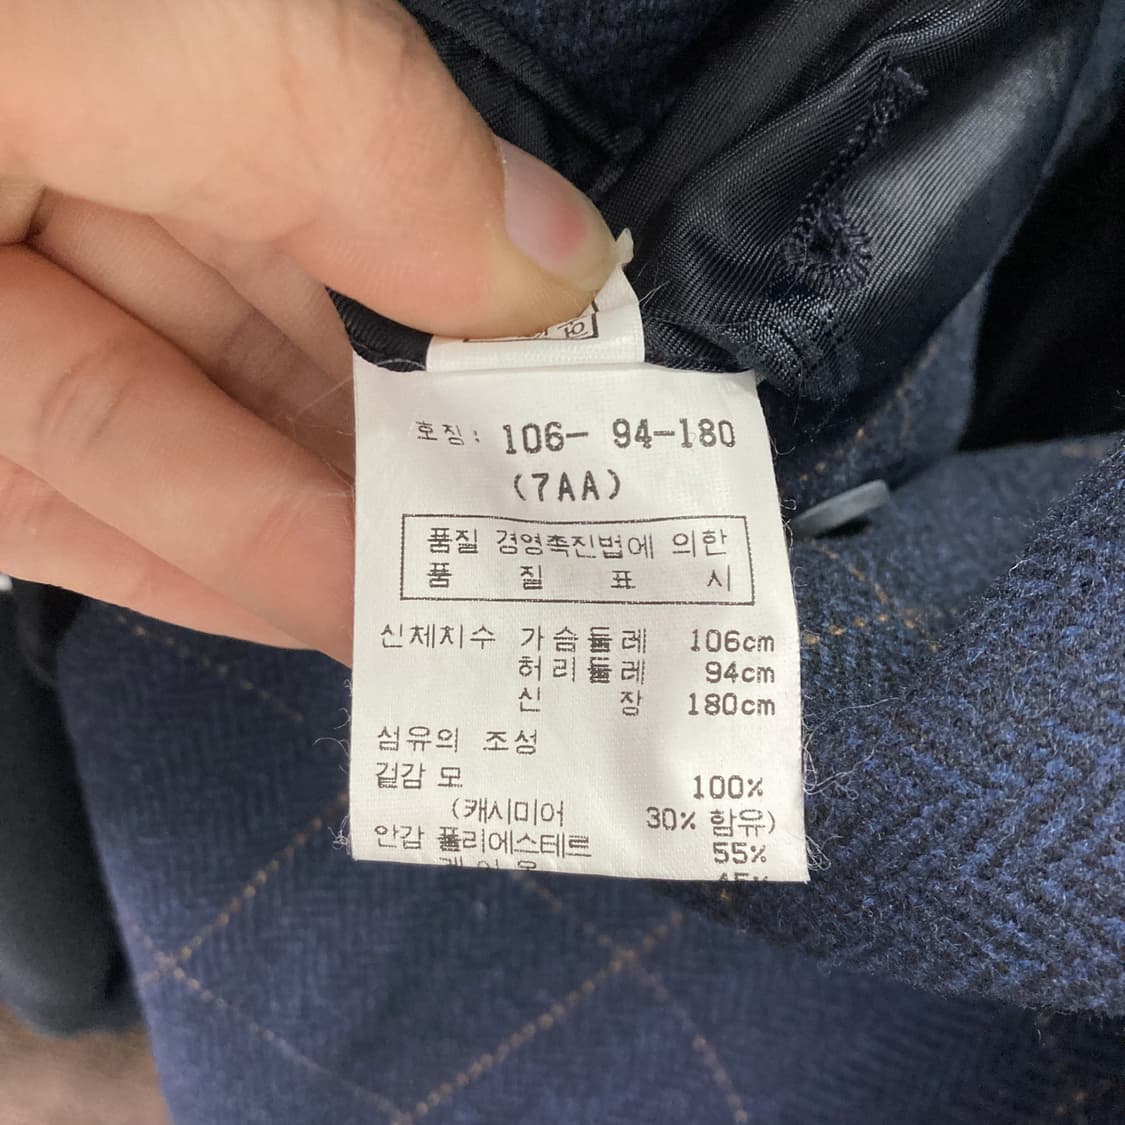 호칭: 106- 94-180
(7AA)
품질 경영촉진법에 의한
품 질 표 시
신체치수 가슴둘레 106cm
허리둘레 94cm
신 장 180cm
섬유의 조성
겉감 모 100%
(캐시미어 30% 함유)
안감 폴리에스테르 55%